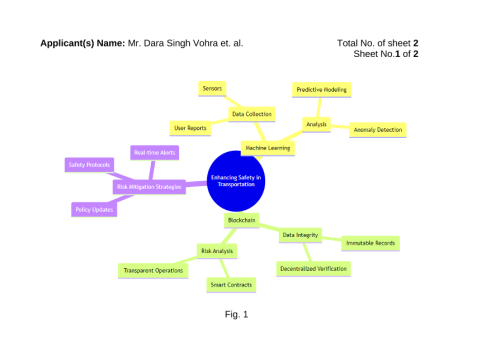 Applicant(s) Name: Mr. Dara Singh Vohra et. al.
Total No. of sheet 2
Sheet No.1 of 2
Sensors
Predictive Modeling
Data Collection
User Reports
Analysis
Anomaly Detection
Machine Learning
Real-time Alerts
Safety Protocols
Risk Mitigation Strategies
Policy Updates
Enhancing Safety in
Transportation
Blockchain
Data Integrity
Immutable Records
Risk Analysis
Decentralized Verification
Transparent Operations
Smart Contracts
Fig. 1